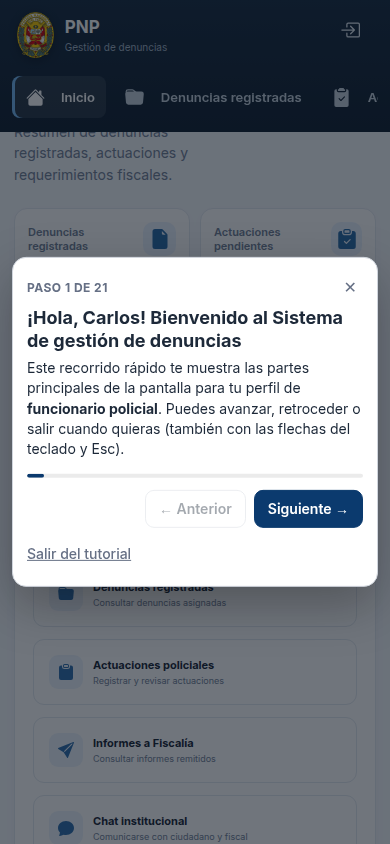 PNP
Gestión de denuncias
Inicio
Denuncias registradas
A
Resumen de denuncias
registradas, actuaciones y
requerimientos fiscales.
Denuncias
registradas
Actuaciones
pendientes
PASO 1 DE 21
✕
¡Hola, Carlos! Bienvenido al Sistema
de gestión de denuncias
Este recorrido rápido te muestra las partes
principales de la pantalla para tu perfil de
funcionario policial. Puedes avanzar, retroceder o
salir cuando quieras (también con las flechas del
teclado y Esc).
← Anterior
Siguiente →
Salir del tutorial
Denuncias registradas
Consultar denuncias asignadas
Actuaciones policiales
Registrar y revisar actuaciones
Informes a Fiscalía
Consultar informes remitidos
Chat institucional
Comunicarse con ciudadano y fiscal